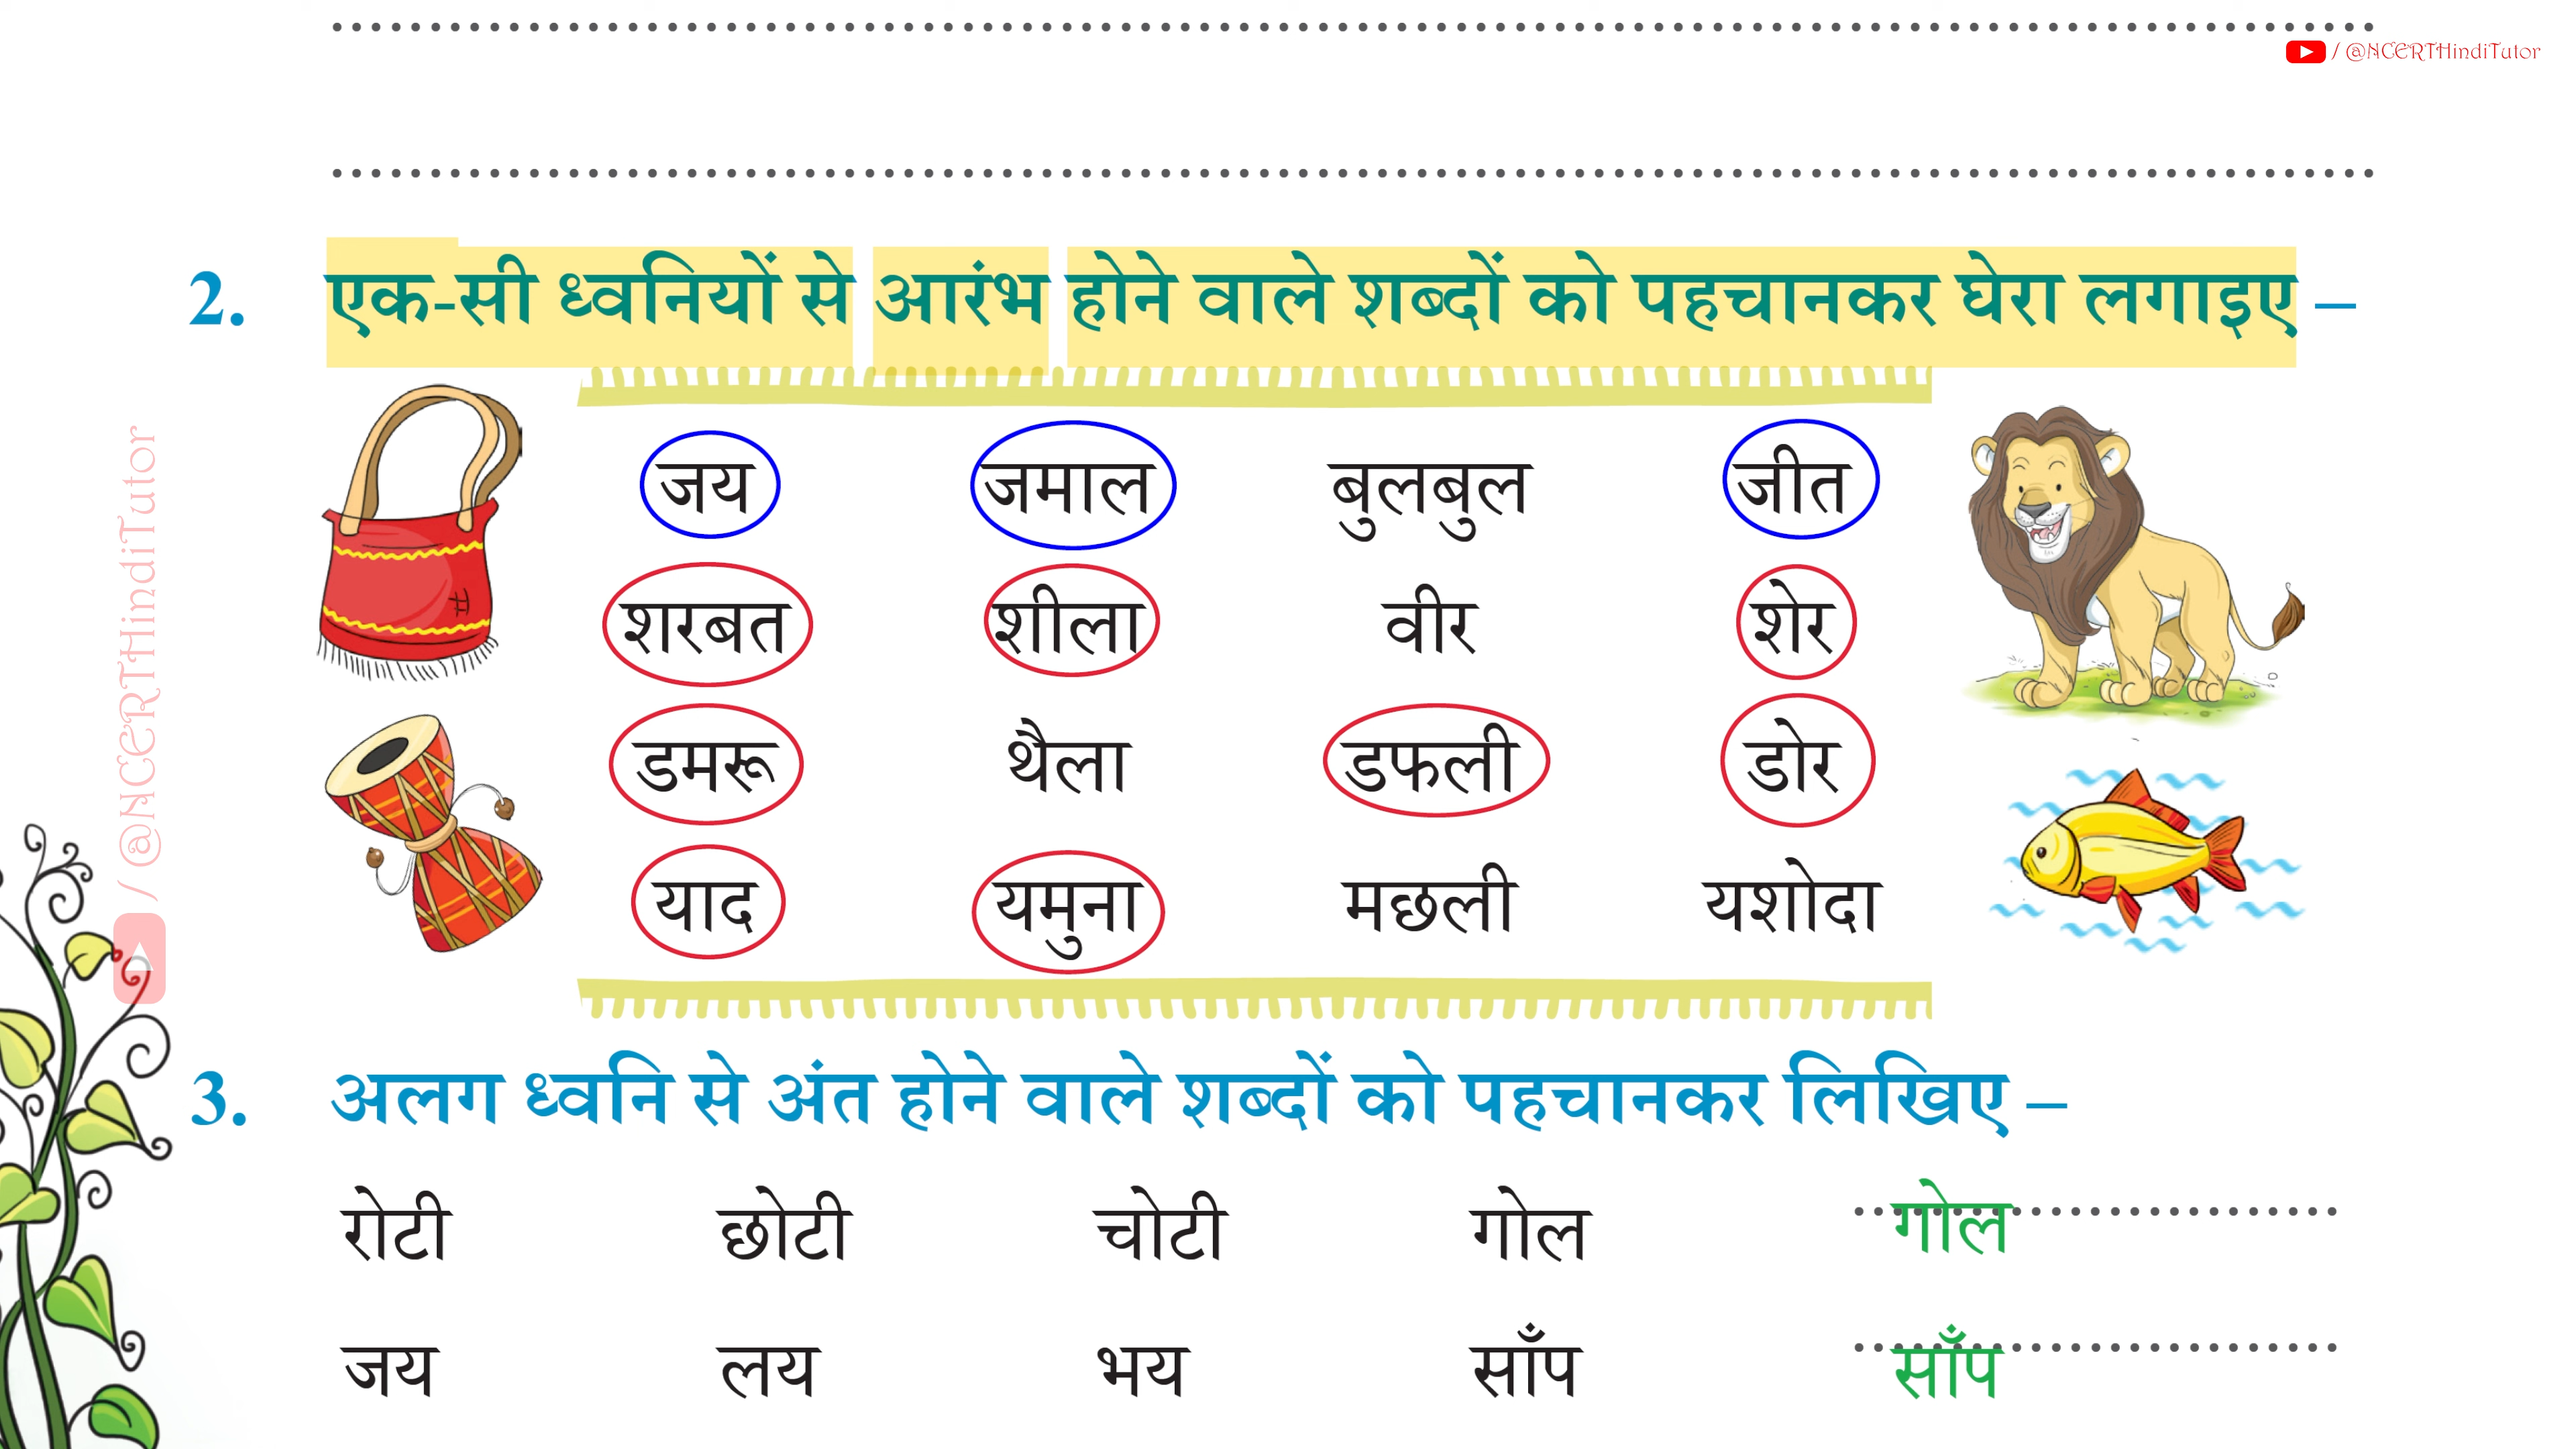 / @NCERTHindiTutor
2. एक-सी ध्वनियों से आरंभ होने वाले शब्दों को पहचानकर घेरा लगाइए –
जय जमाल बुलबुल जीत
शरबत शीला वीर शेर
डमरू थैला डफली डोर
याद यमुना मछली यशोदा
/ @NCERTHindiTutor
3. अलग ध्वनि से अंत होने वाले शब्दों को पहचानकर लिखिए –
रोटी छोटी चोटी गोल गोल
जय लय भय साँप साँप